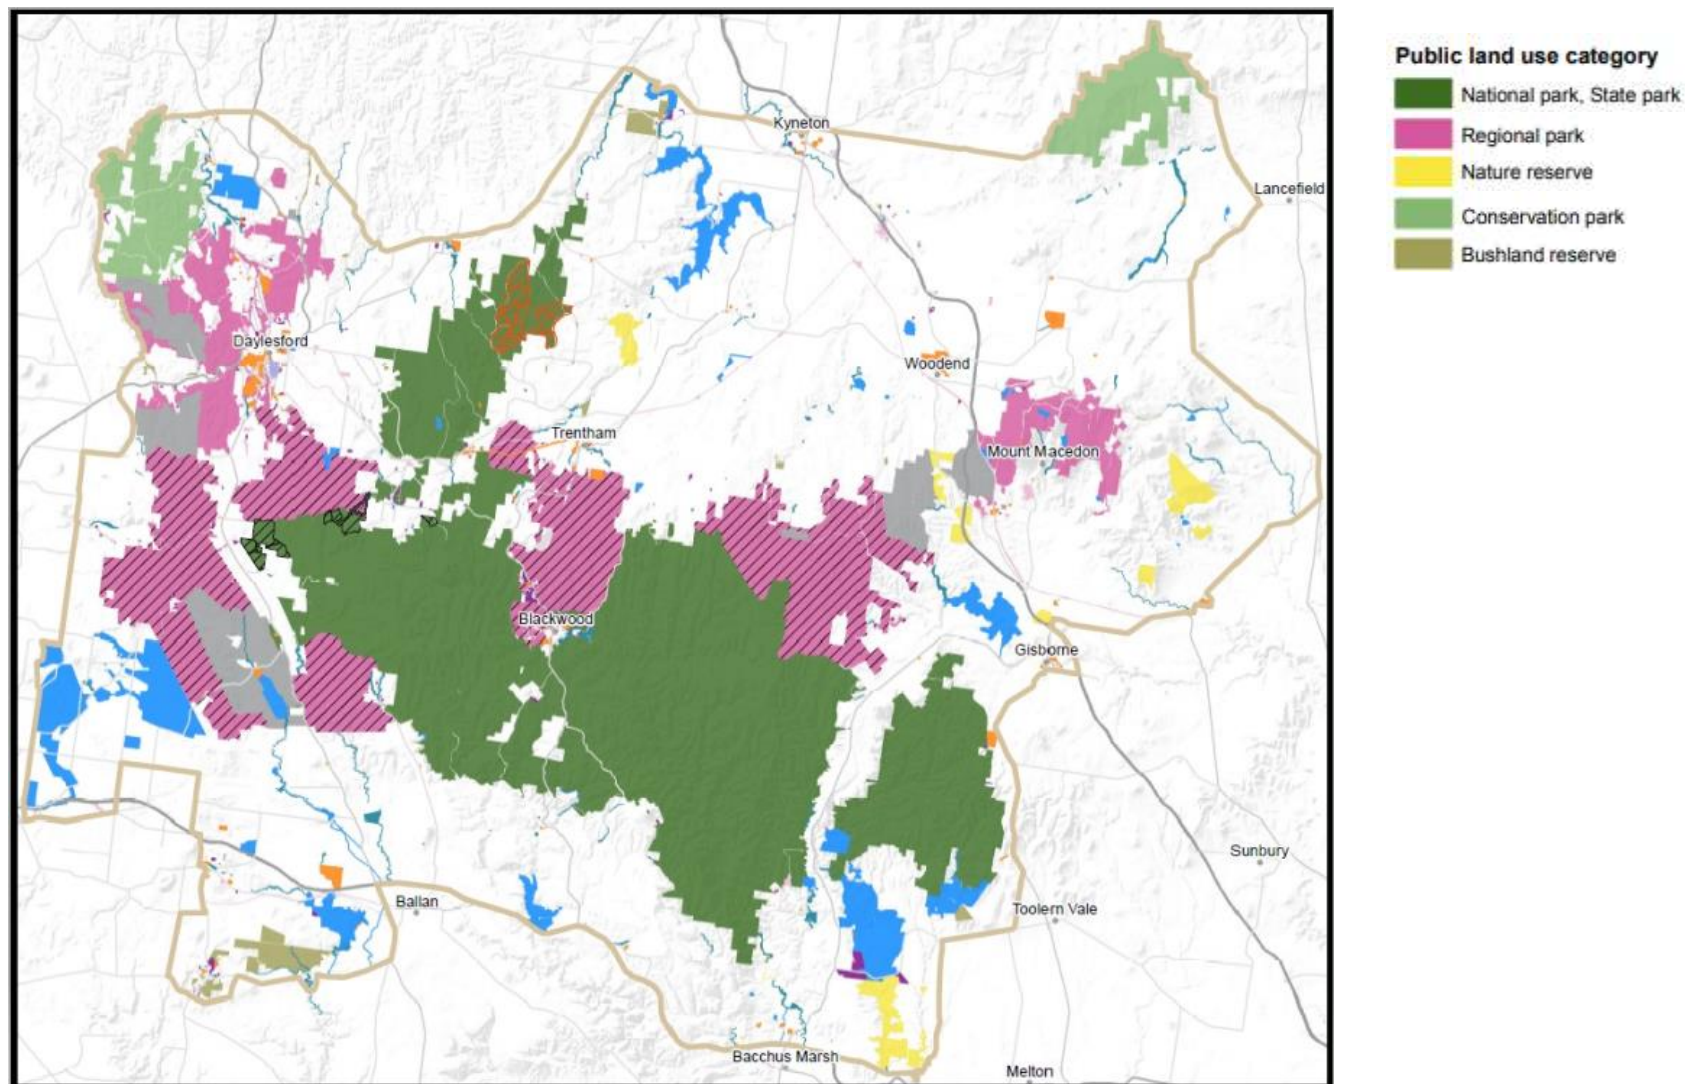 Public land use category
National park, State park
Regional park
Nature reserve
Conservation park
Bushland reserve
Kyneton
Lancefield
Daylesford
Woodend
Trentham
Mount Macedon
Blackwood
Gisborne
Sunbury
Ballan
Toolern Vale
Bacchus Marsh
Melton